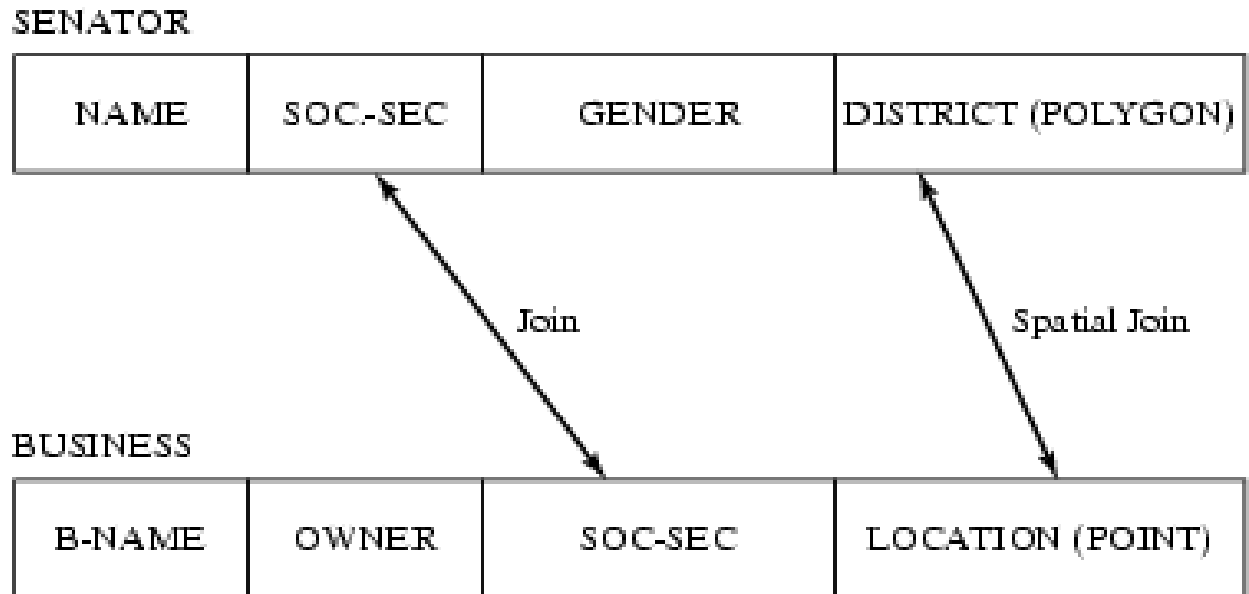 SENATOR
NAME SOC.-SEC GENDER DISTRICT (POLYGON)
Join Spatial Join
BUSINESS
B-NAME OWNER SOC-SEC LOCATION (POINT)